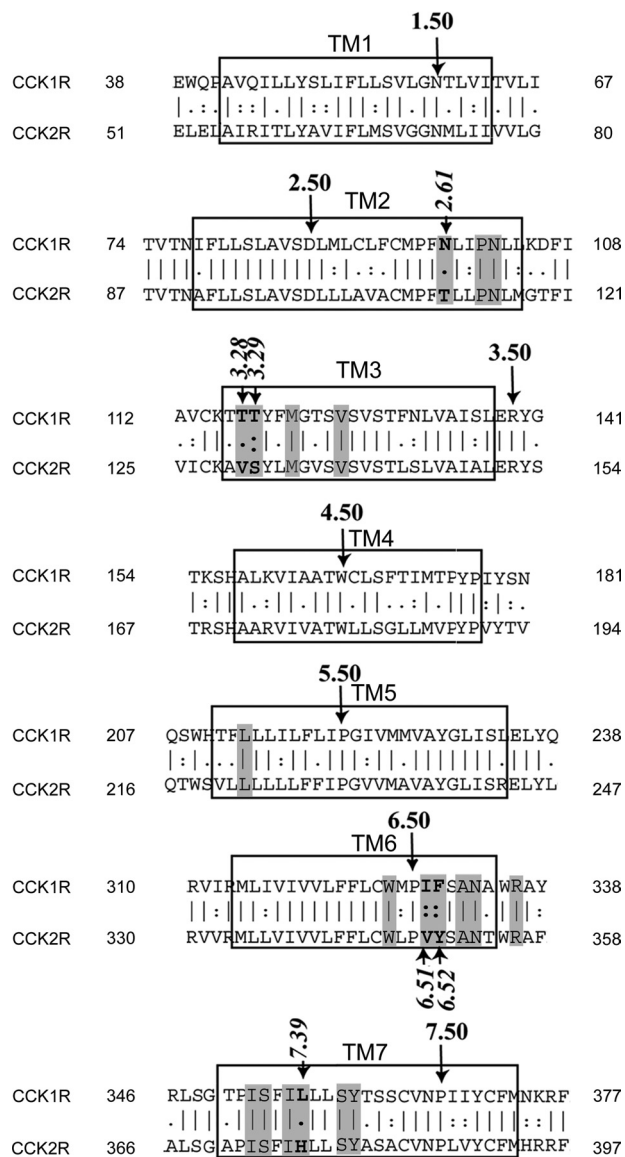 1.50
TM1
CCK1R 38 EWQPAVQILLYSLIFLLSVLGNTLVITVLI 67
CCK2R 51 ELELAIRITLYAVIFLMSVGGNMLIIVVLG 80
2.50 2.61
TM2
CCK1R 74 TVTNIFLLSLAVSDLMLCLFCMPFNLIPNLLKDFI 108
CCK2R 87 TVTNAFLLSLAVSDLLLAVACMPFTLLPNLMGTFI 121
3.28 3.29 3.50
TM3
CCK1R 112 AVCKTTTYFMGTSVSVSTFNLVAISLERYG 141
CCK2R 125 VICKAVSYLMGVSVSVSTLSLVAIALERYS 154
4.50
TM4
CCK1R 154 TKSHALKVIAATWCLSFTIMTPYPIYSN 181
CCK2R 167 TRSHAARVIVATWLLSGLLMVPYPVYTV 194
5.50
TM5
CCK1R 207 QSWHTFLLLILFLIPGIVMMVAYGLISLELYQ 238
CCK2R 216 QTWSVLLLLLLFFIPGVVMAVAYGLISRELYL 247
6.50
TM6
CCK1R 310 RVIRMLIVIVVLFFLCWMPIFSANAWRAY 338
CCK2R 330 RVVRMLLVIVVLFFLCWLPVYSANTWRAF 358
6.51 6.52
7.39 7.50
TM7
CCK1R 346 RLSGTPISFILLLSYTSSCVNPIIYCFMNKRF 377
CCK2R 366 ALSGAPISFIHLLSYASACVNPLVYCFMHRRF 397